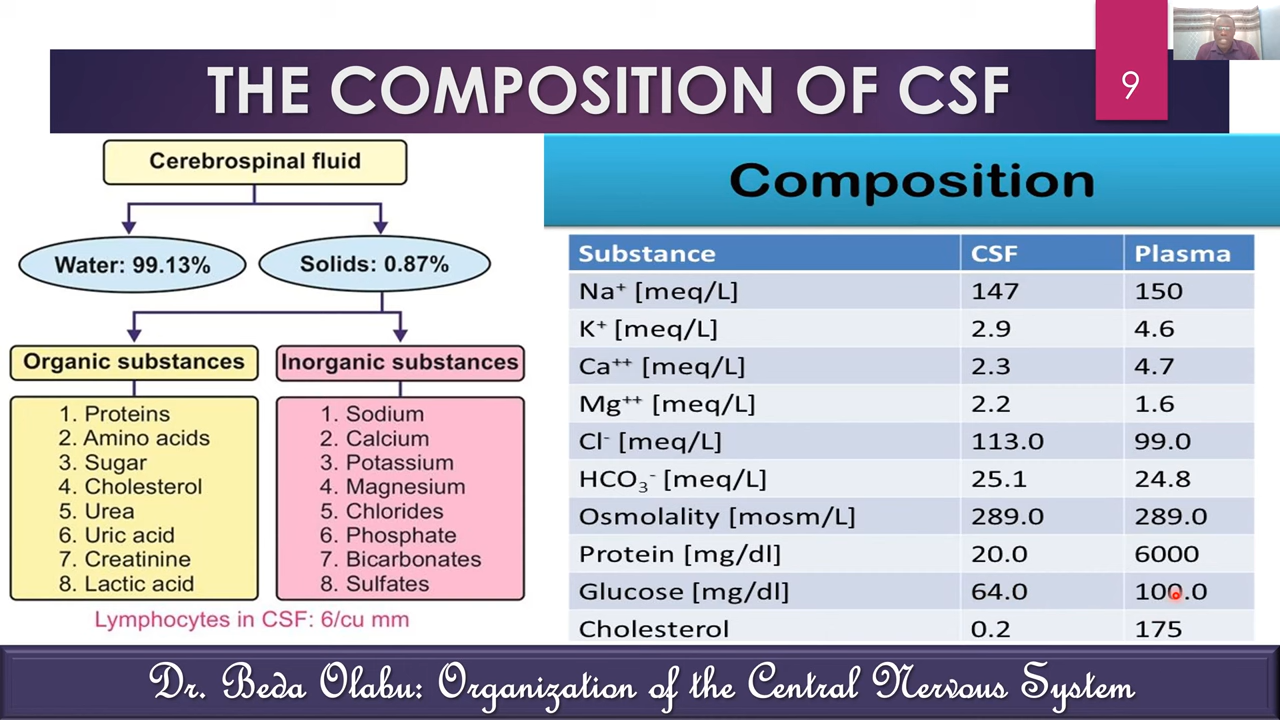 THE COMPOSITION OF CSF
9
Cerebrospinal fluid
Water: 99.13%
Solids: 0.87%
Organic substances
1. Proteins
2. Amino acids
3. Sugar
4. Cholesterol
5. Urea
6. Uric acid
7. Creatinine
8. Lactic acid
Inorganic substances
1. Sodium
2. Calcium
3. Potassium
4. Magnesium
5. Chlorides
6. Phosphate
7. Bicarbonates
8. Sulfates
Lymphocytes in CSF: 6/cu mm
Composition
Substance CSF Plasma
Na⁺ [meq/L] 147 150
K⁺ [meq/L] 2.9 4.6
Ca⁺⁺ [meq/L] 2.3 4.7
Mg⁺⁺ [meq/L] 2.2 1.6
Cl⁻ [meq/L] 113.0 99.0
HCO₃⁻ [meq/L] 25.1 24.8
Osmolality [mosm/L] 289.0 289.0
Protein [mg/dl] 20.0 6000
Glucose [mg/dl] 64.0 100.0
Cholesterol 0.2 175
Dr. Beda Olabu: Organization of the Central Nervous System